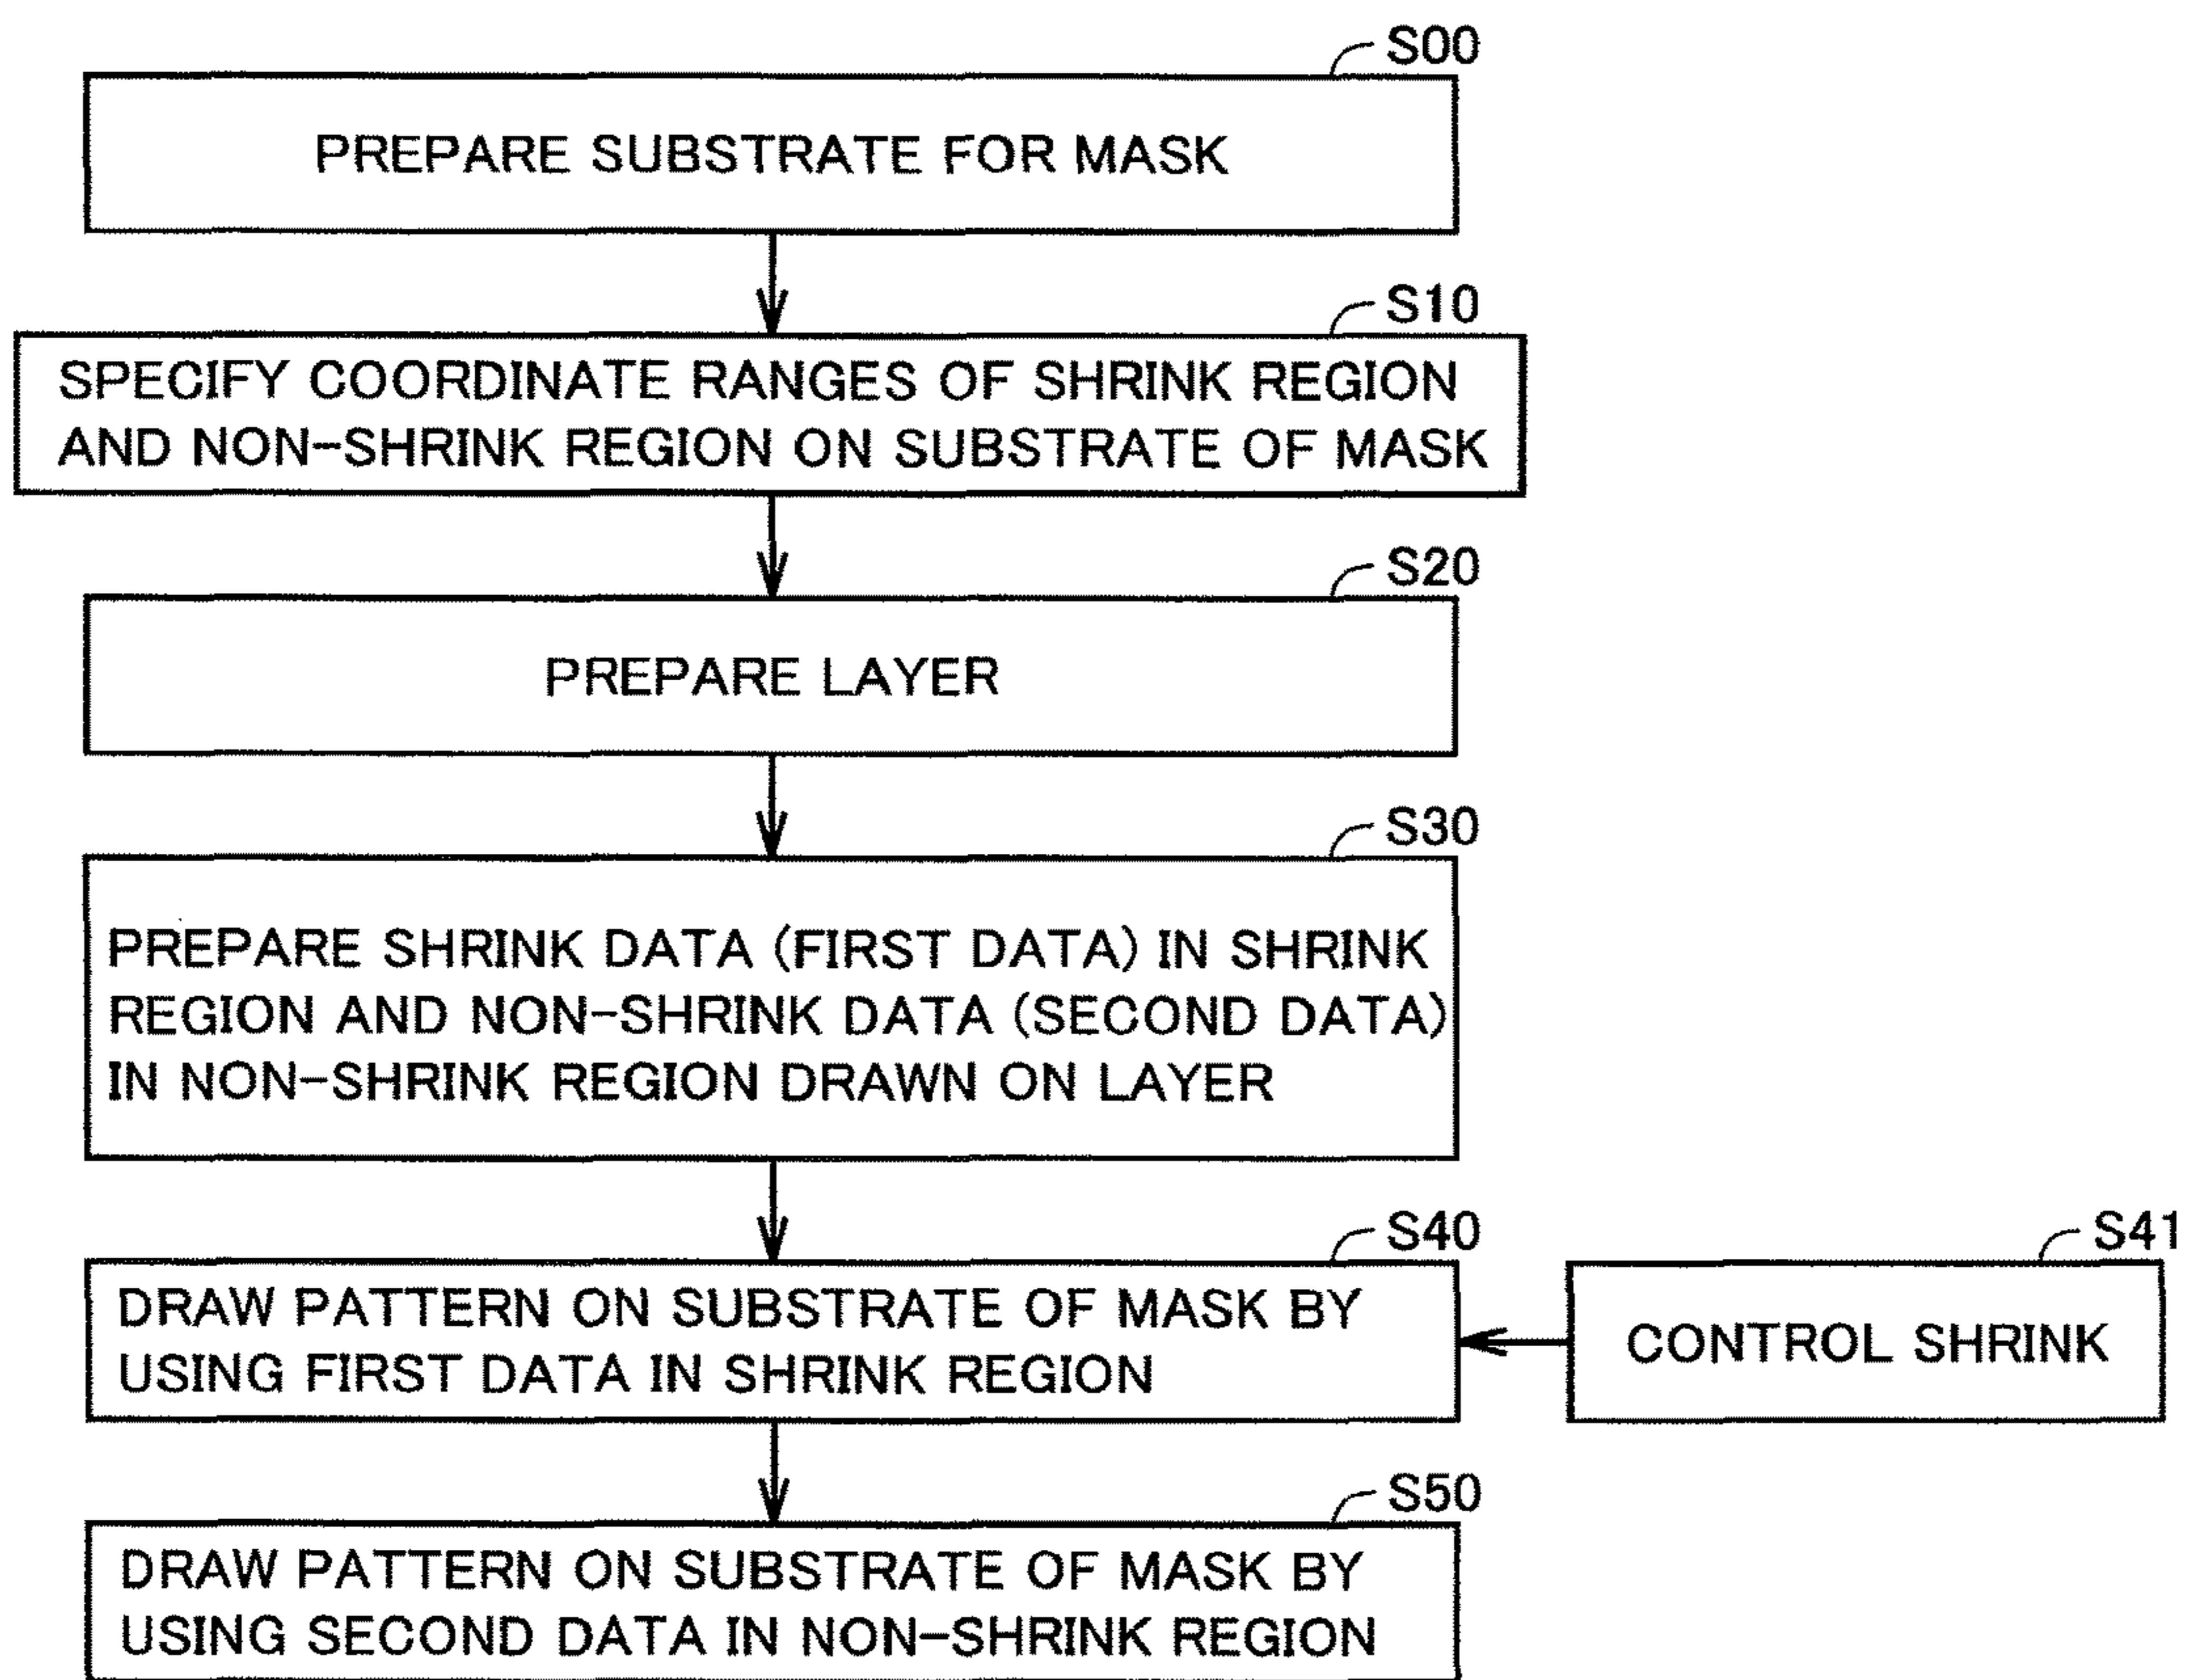 S00
PREPARE SUBSTRATE FOR MASK
S10
SPECIFY COORDINATE RANGES OF SHRINK REGION
AND NON-SHRINK REGION ON SUBSTRATE OF MASK
S20
PREPARE LAYER
S30
PREPARE SHRINK DATA (FIRST DATA) IN SHRINK
REGION AND NON-SHRINK DATA (SECOND DATA)
IN NON-SHRINK REGION DRAWN ON LAYER
S40
DRAW PATTERN ON SUBSTRATE OF MASK BY
USING FIRST DATA IN SHRINK REGION
S41
CONTROL SHRINK
S50
DRAW PATTERN ON SUBSTRATE OF MASK BY
USING SECOND DATA IN NON-SHRINK REGION